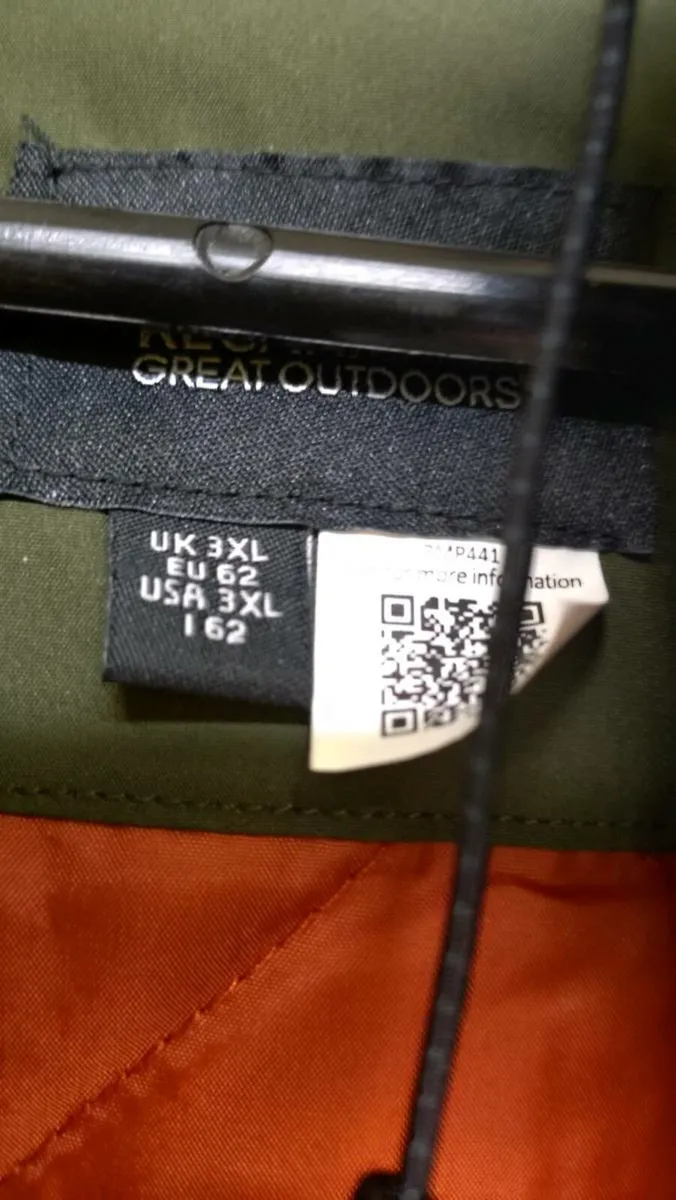 GREAT OUTDOORS
UK 3XL
EU 62
USA 3XL
I 62
more information